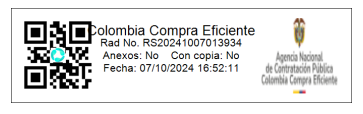 Colombia Compra Eficiente
Rad No. RS20241007013934
Anexos: No Con copia: No
Fecha: 07/10/2024 16:52:11
Agencia Nacional
de Contratación Pública
Colombia Compra Eficiente